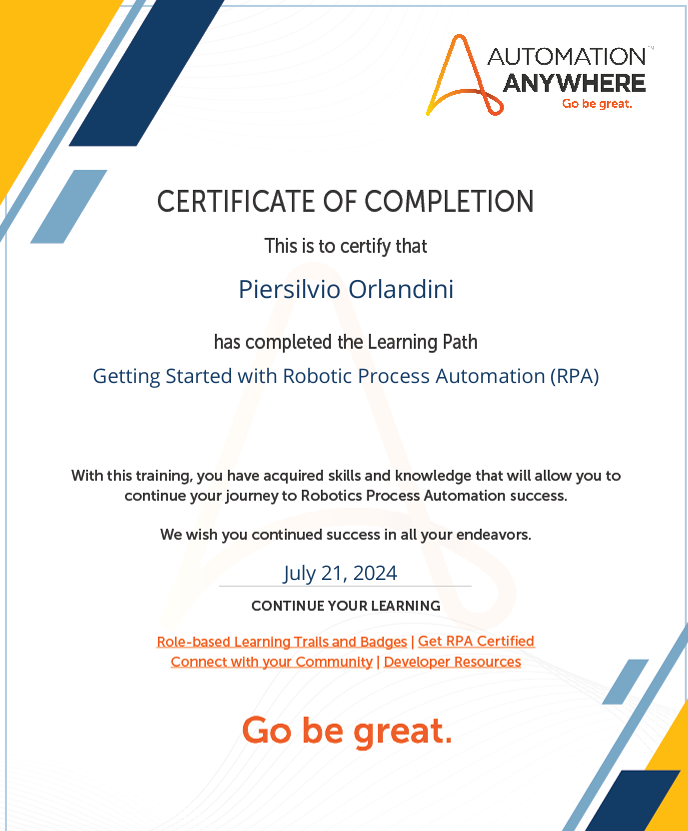 AUTOMATION™
ANYWHERE
Go be great.
CERTIFICATE OF COMPLETION
This is to certify that
Piersilvio Orlandini
has completed the Learning Path
Getting Started with Robotic Process Automation (RPA)
With this training, you have acquired skills and knowledge that will allow you to
continue your journey to Robotics Process Automation success.
We wish you continued success in all your endeavors.
July 21, 2024
CONTINUE YOUR LEARNING
Role-based Learning Trails and Badges | Get RPA Certified
Connect with your Community | Developer Resources
Go be great.